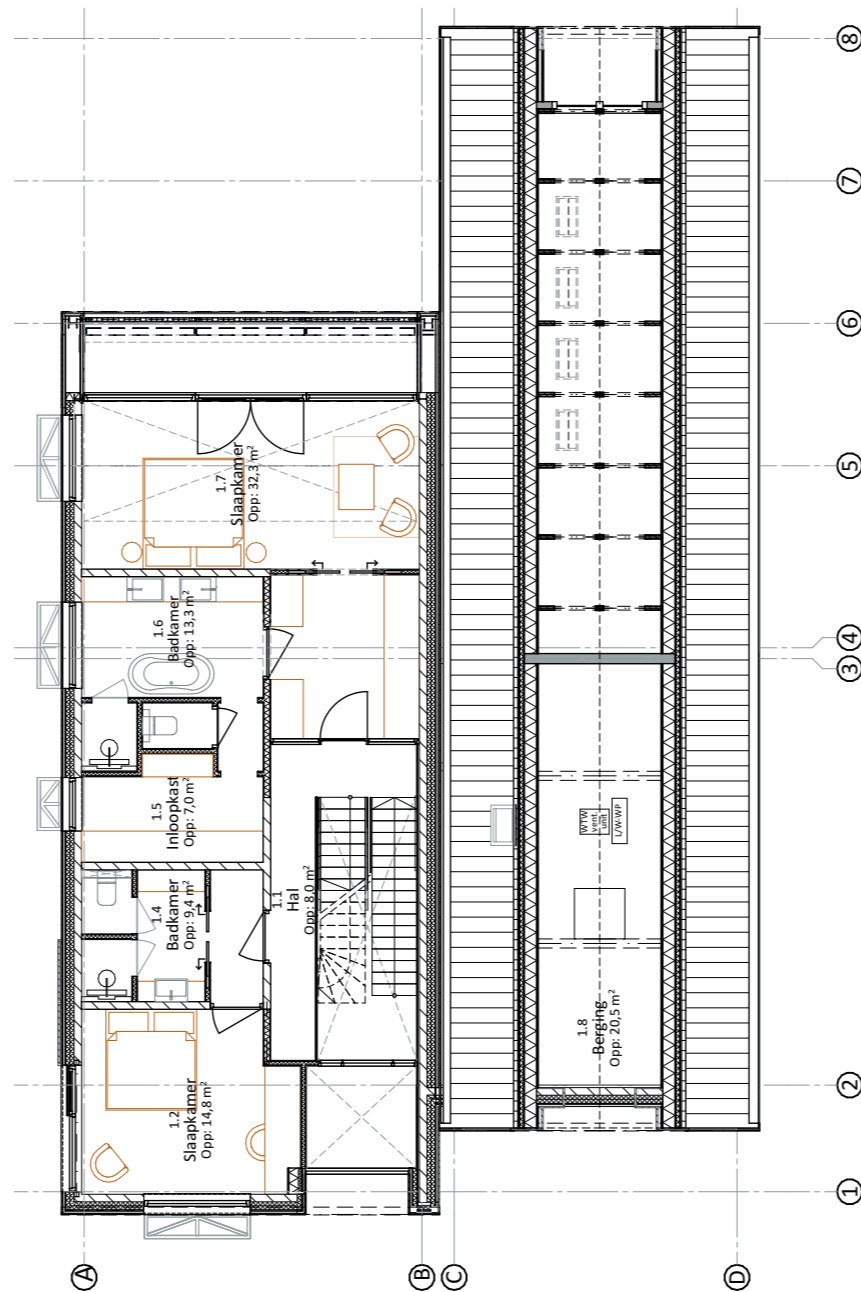 8
7
6
5
4
3
2
1
A
B
C
D
1.7
Slaapkamer
Opp: 32,3 m²
1.6
Badkamer
Opp: 13,3 m²
1.5
Inloopkast
Opp: 7,0 m²
1.4
Badkamer
Opp: 9,4 m²
1.1
Hal
Opp: 8,0 m²
1.2
Slaapkamer
Opp: 14,8 m²
WTW
vent.
unit
L/W-WP
1.8
Berging
Opp: 20,5 m²